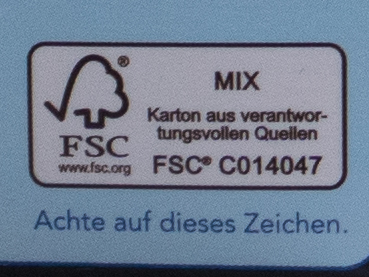 FSC®
www.fsc.org
MIX
Karton aus verantwor-
tungsvollen Quellen
FSC® C014047
Achte auf dieses Zeichen.